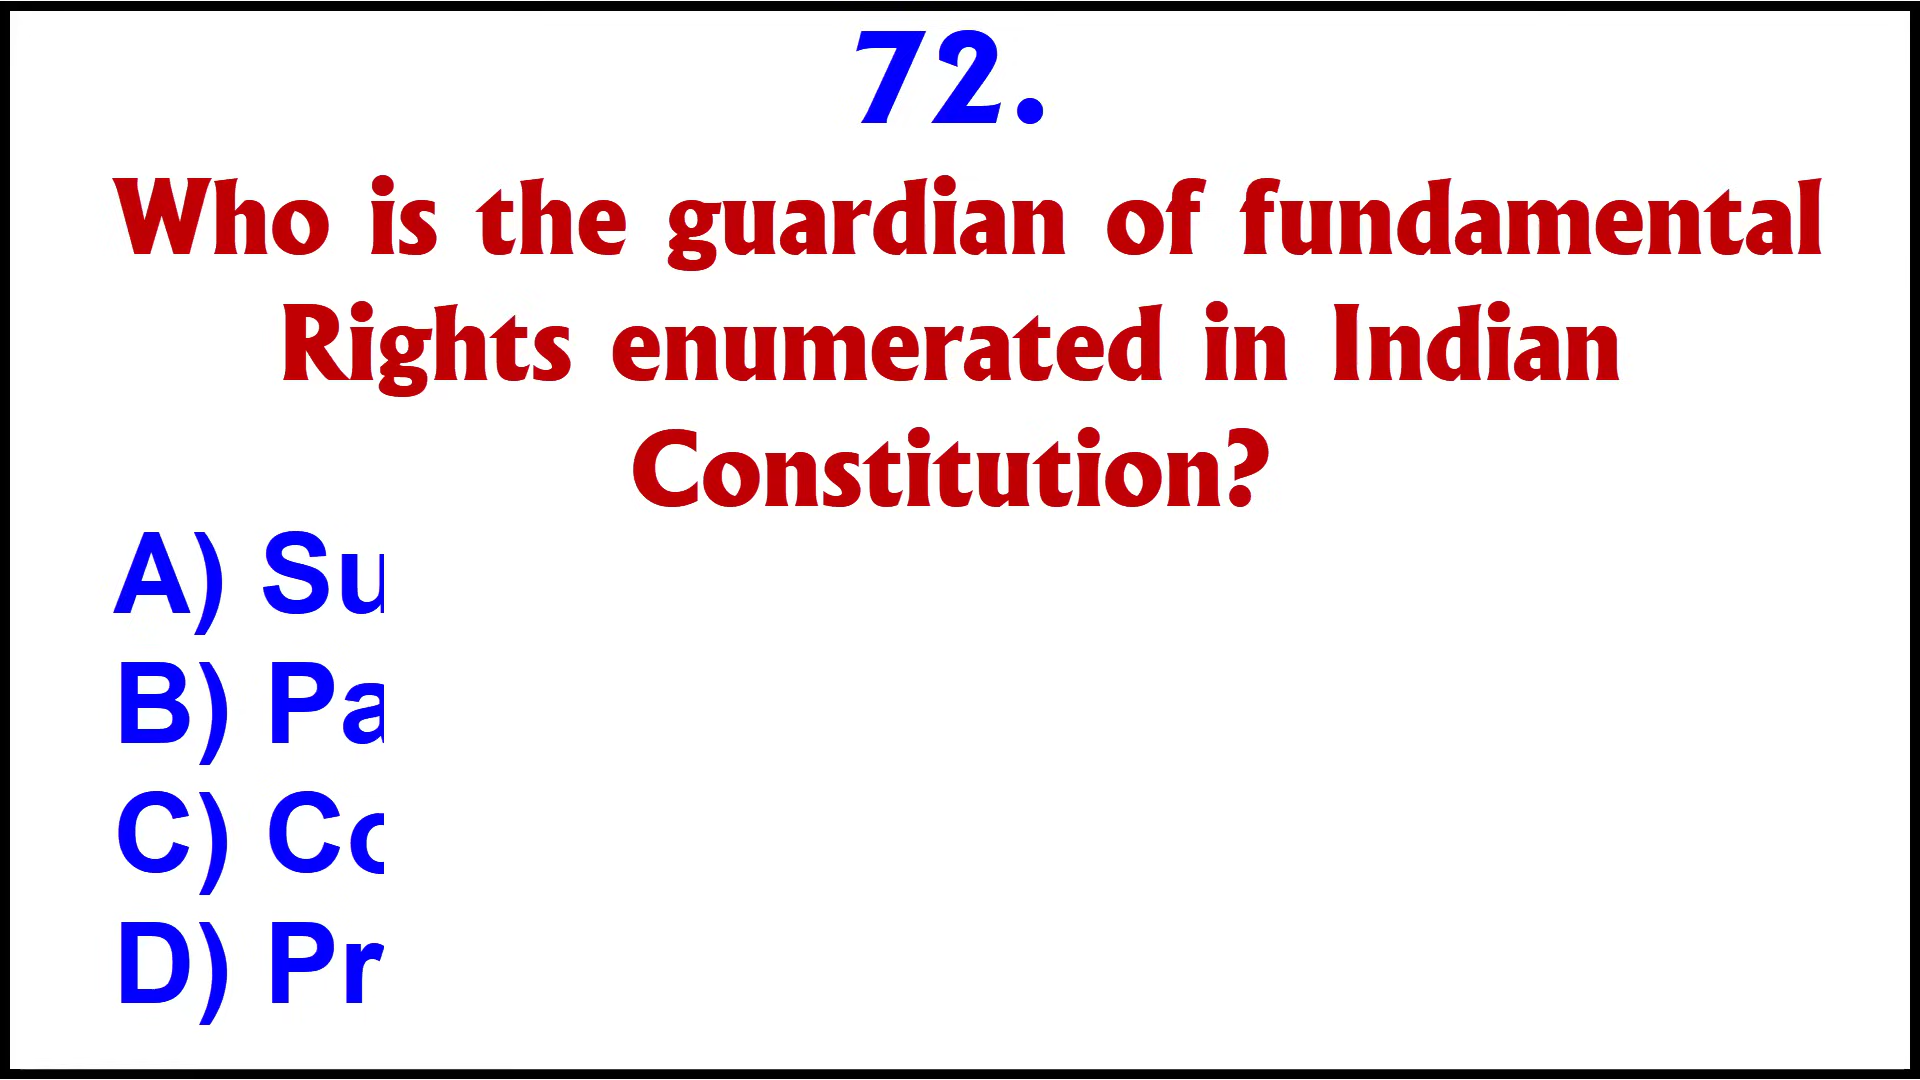 72.
Who is the guardian of fundamental
Rights enumerated in Indian
Constitution?
A) Su
B) Pa
C) Co
D) Pr